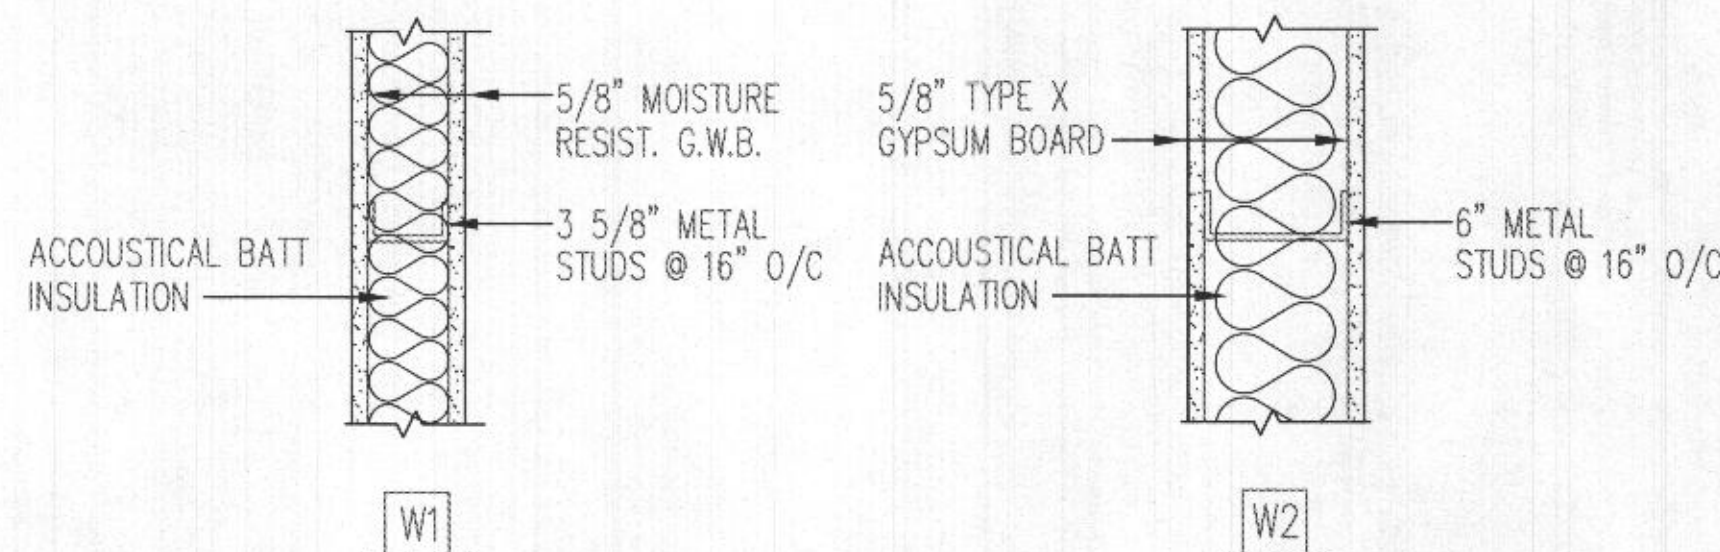 5/8" MOISTURE
RESIST. G.W.B.
3 5/8" METAL
STUDS @ 16" O/C
ACCOUSTICAL BATT
INSULATION
W1
5/8" TYPE X
GYPSUM BOARD
6" METAL
STUDS @ 16" O/C
ACCOUSTICAL BATT
INSULATION
W2